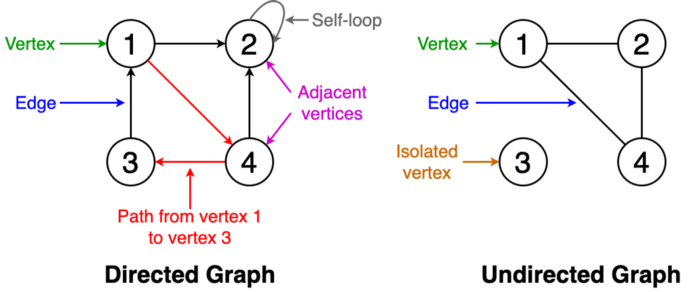 Vertex
1
2
Self-loop
Edge
Adjacent
vertices
3
4
Path from vertex 1
to vertex 3
Directed Graph
Vertex
1
2
Edge
Isolated
vertex
3
4
Undirected Graph